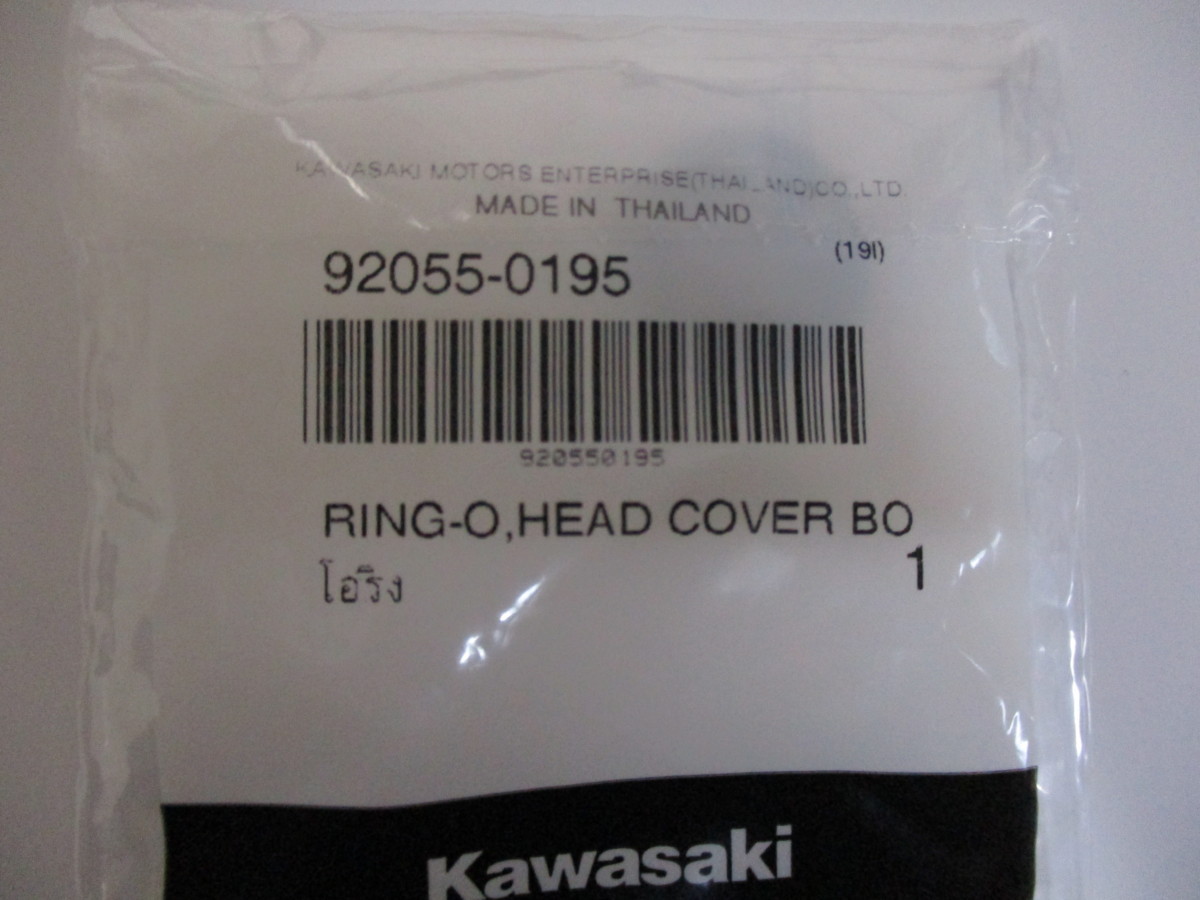 KAWASAKI MOTORS ENTERPRISE(THAILAND)CO.,LTD.
MADE IN THAILAND
(19I)
92055-0195
920550195
RING-O,HEAD COVER BO
โอริง
1
Kawasaki